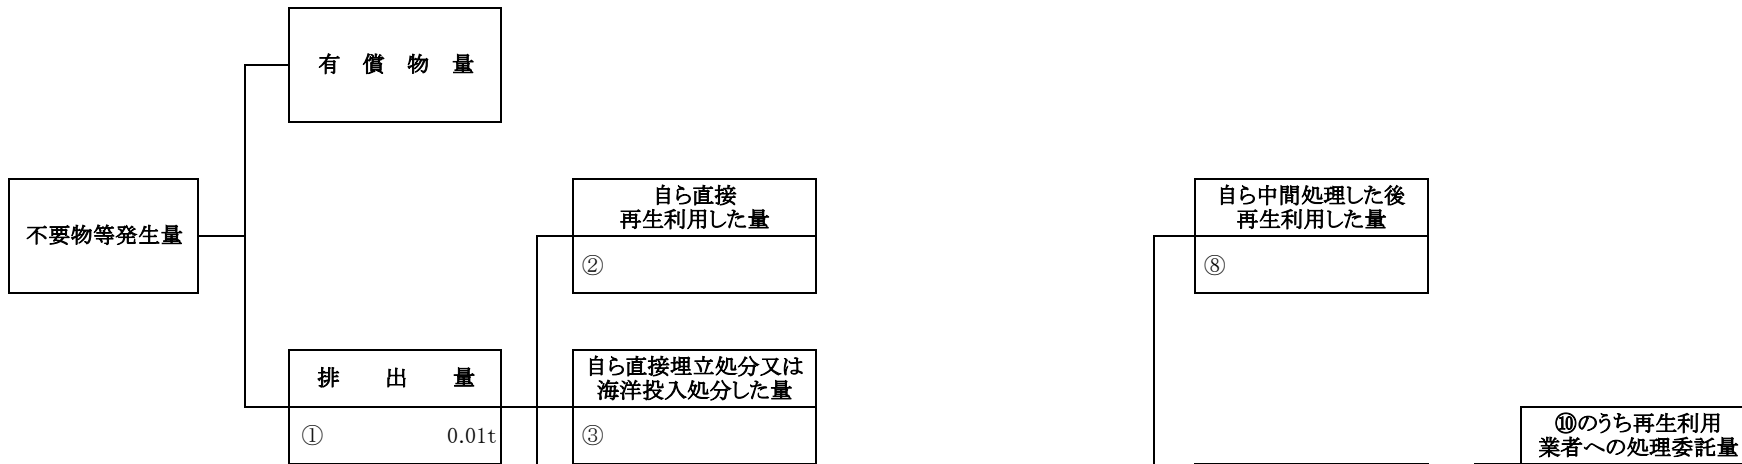 有　償　物　量
自ら直接
再生利用した量
自ら中間処理した後
再生利用した量
不要物等発生量
②
⑧
排　出　量
自ら直接埋立処分又は
海洋投入処分した量
① 0.01t
③
⑩のうち再生利用
業者への処理委託量